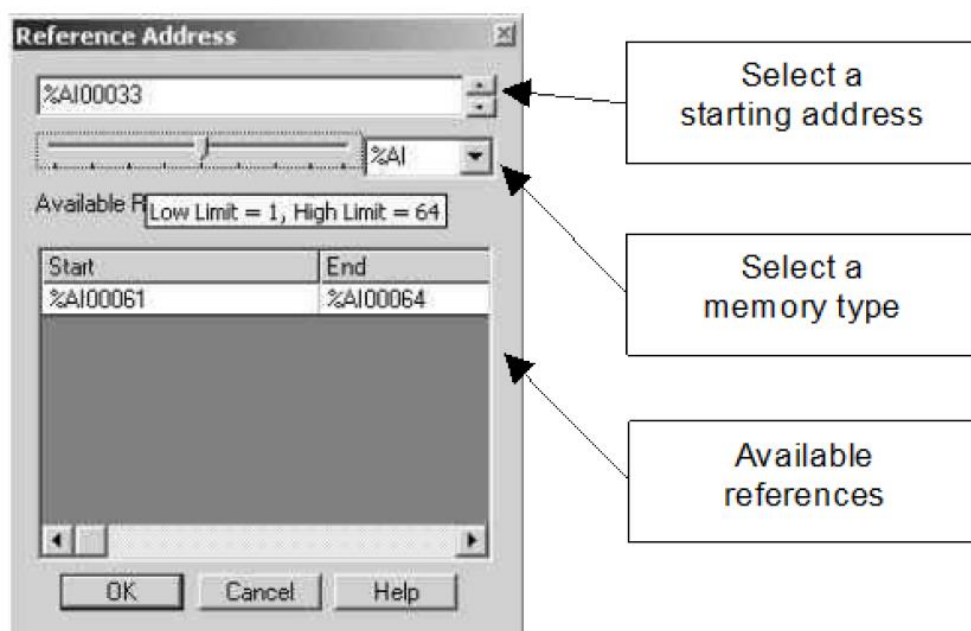 Reference Address
%AI00033
%AI
Available R
Low Limit = 1, High Limit = 64
Start End
%AI00061 %AI00064
OK Cancel Help
Select a
starting address
Select a
memory type
Available
references